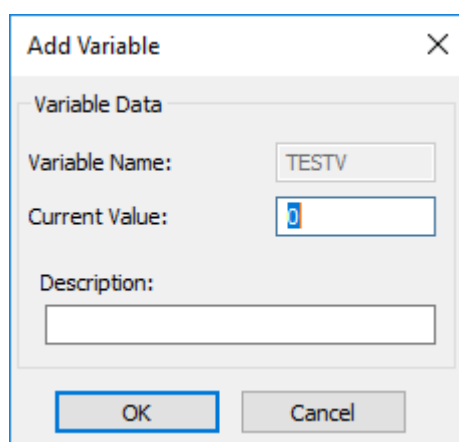 Add Variable
Variable Data
Variable Name: TESTV
Current Value: 0
Description:
OK Cancel